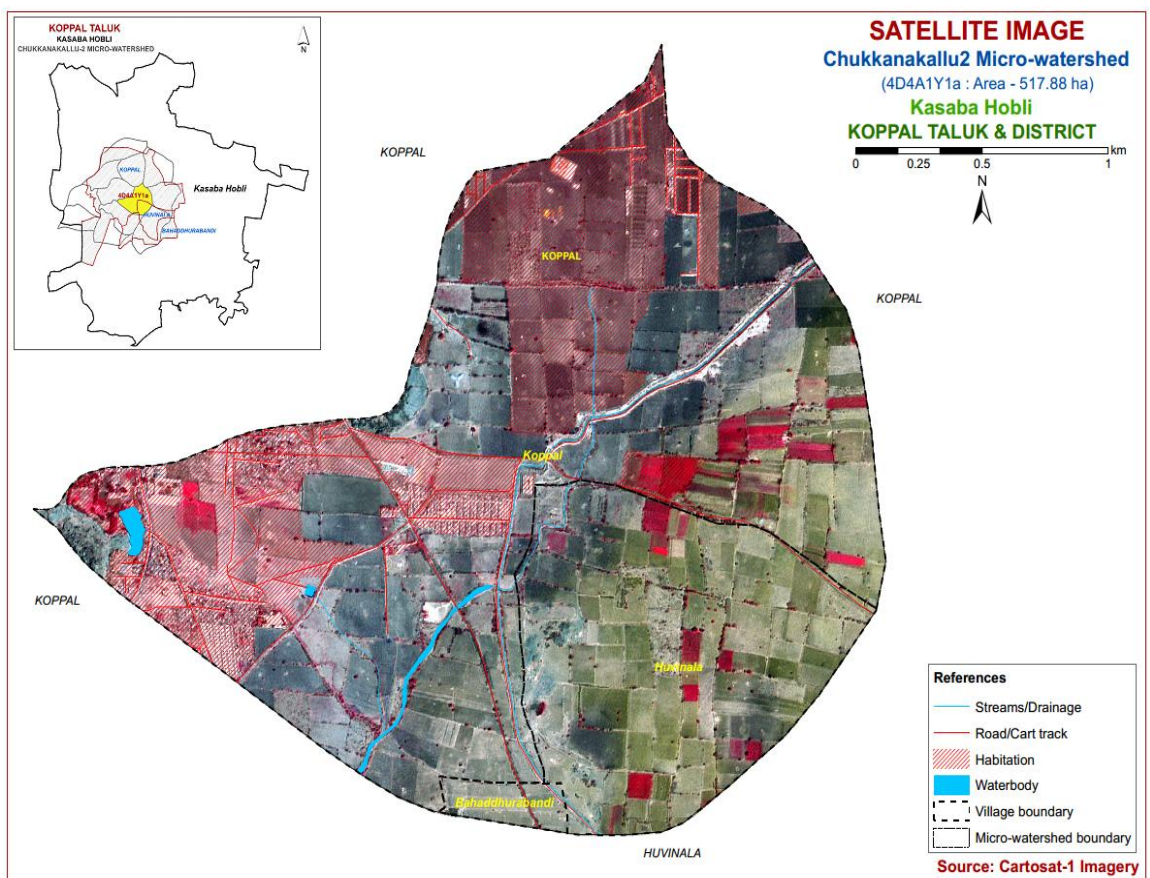 KOPPAL TALUK
KASABA HOBLI
CHUKKANAKALLU-2 MICRO-WATERSHED
N
KOPPAL
4D4A1Y1a
Kasaba Hobli
HUVINALA
BAHADDHURABANDI
SATELLITE IMAGE
Chukkanakallu2 Micro-watershed
(4D4A1Y1a : Area - 517.88 ha)
Kasaba Hobli
KOPPAL TALUK & DISTRICT
0 0.25 0.5 1 km
N
KOPPAL
KOPPAL
KOPPAL
Koppal
KOPPAL
Huvinala
Bahaddhurabandi
HUVINALA
References
Streams/Drainage
Road/Cart track
Habitation
Waterbody
Village boundary
Micro-watershed boundary
Source: Cartosat-1 Imagery